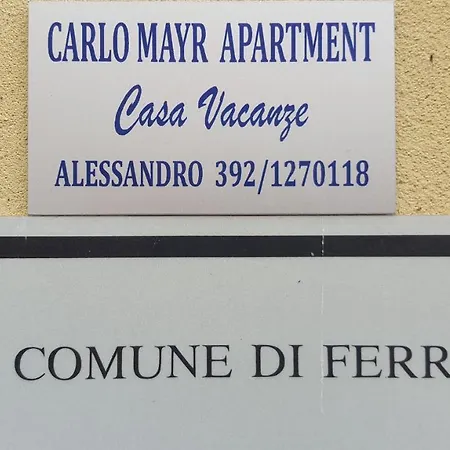 CARLO MAYR APARTMENT
Casa Vacanze
ALESSANDRO 392/1270118
COMUNE DI FERR